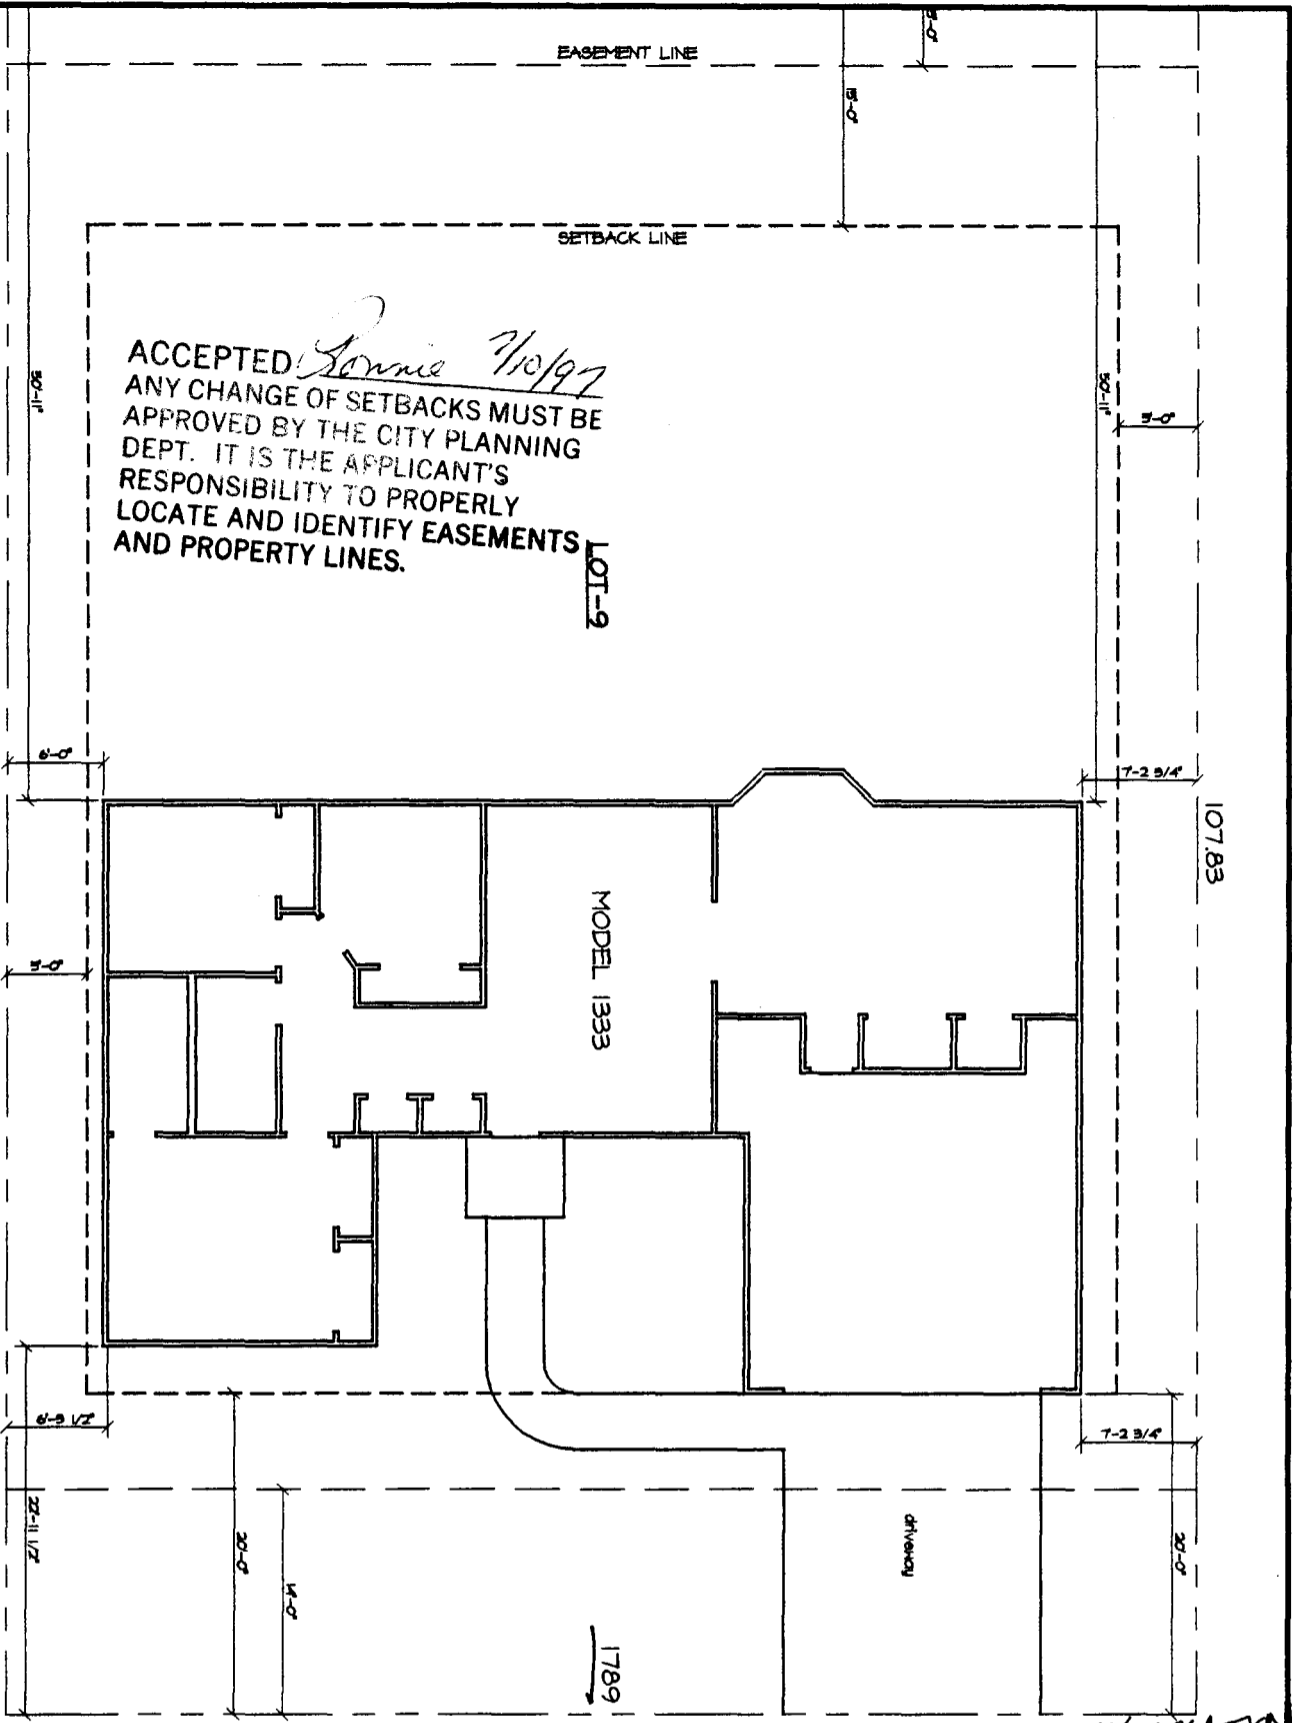 EASEMENT LINE
5'-0"
15'-0"
SETBACK LINE
ACCEPTED Ronnie 7/10/97
ANY CHANGE OF SETBACKS MUST BE
APPROVED BY THE CITY PLANNING
DEPT. IT IS THE APPLICANT'S
RESPONSIBILITY TO PROPERLY
LOCATE AND IDENTIFY EASEMENTS
AND PROPERTY LINES.
LOT-9
50'-11"
50'-11"
5'-0"
6'-0"
7'-2 3/4"
107.83
MODEL 1333
5'-0"
6'-3 1/2"
7'-2 3/4"
22'-11 1/2"
20'-0"
14'-0"
driveway
20'-0"
1789